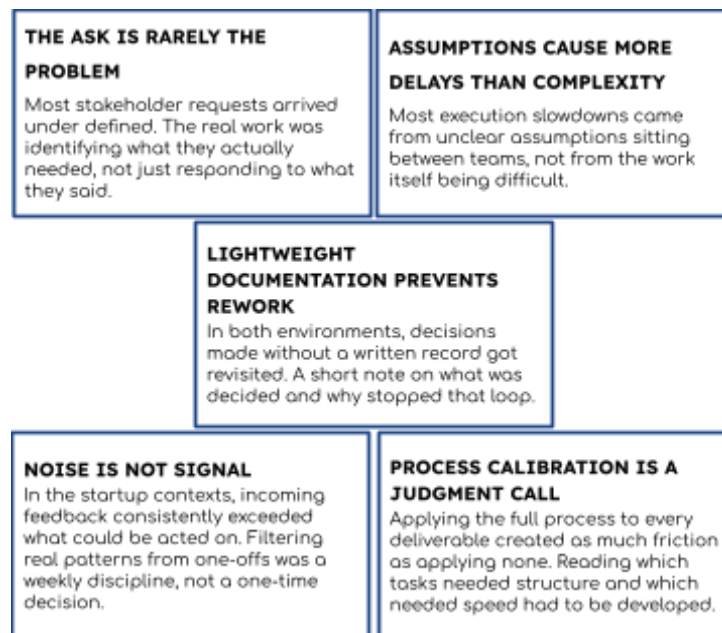 THE ASK IS RARELY THE
PROBLEM
Most stakeholder requests arrived
under defined. The real work was
identifying what they actually
needed, not just responding to what
they said.
ASSUMPTIONS CAUSE MORE
DELAYS THAN COMPLEXITY
Most execution slowdowns came
from unclear assumptions sitting
between teams, not from the work
itself being difficult.
LIGHTWEIGHT
DOCUMENTATION PREVENTS
REWORK
In both environments, decisions
made without a written record got
revisited. A short note on what was
decided and why stopped that loop.
NOISE IS NOT SIGNAL
In the startup contexts, incoming
feedback consistently exceeded
what could be acted on. Filtering
real patterns from one-offs was a
weekly discipline, not a one-time
decision.
PROCESS CALIBRATION IS A
JUDGMENT CALL
Applying the full process to every
deliverable created as much friction
as applying none. Reading which
tasks needed structure and which
needed speed had to be developed.